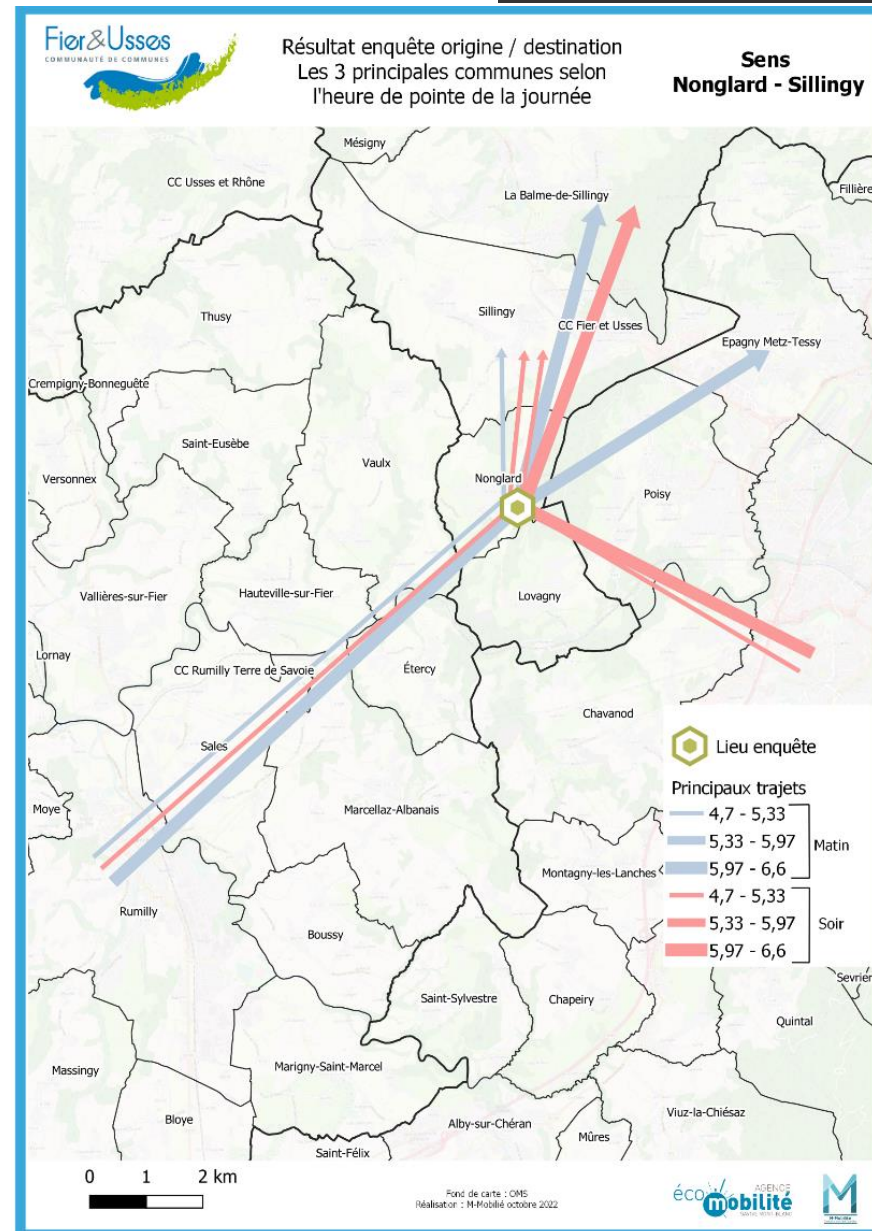 Fier&Usses
COMMUNAUTÉ DE COMMUNES
Résultat enquête origine / destination
Les 3 principales communes selon
l'heure de pointe de la journée
Sens
Nonglard - Sillingy
Mésigny
CC Usses et Rhône
La Balme-de-Sillingy
Fillière
Thusy
Sillingy
CC Fier et Usses
Epagny Metz-Tessy
Crempigny-Bonneguête
Saint-Eusèbe
Vaulx
Versonnex
Nonglard
Poisy
Vallières-sur-Fier
Hauteville-sur-Fier
Lovagny
Lornay
CC Rumilly Terre de Savoie
Étercy
Chavanod
Sales
Lieu enquête
Principaux trajets
4,7 - 5,33
5,33 - 5,97
5,97 - 6,6
Matin
4,7 - 5,33
5,33 - 5,97
5,97 - 6,6
Soir
Moye
Marcellaz-Albanais
Montagny-les-Lanches
Rumilly
Boussy
Saint-Sylvestre
Chapeiry
Sevrier
Quintal
Massingy
Marigny-Saint-Marcel
Viuz-la-Chiésaz
Bloye
Alby-sur-Chéran
Mûres
Saint-Félix
0 1 2 km
Fond de carte : OMS
Réalisation : M-Mobilié octobre 2022
éco mobilité
AGENCE